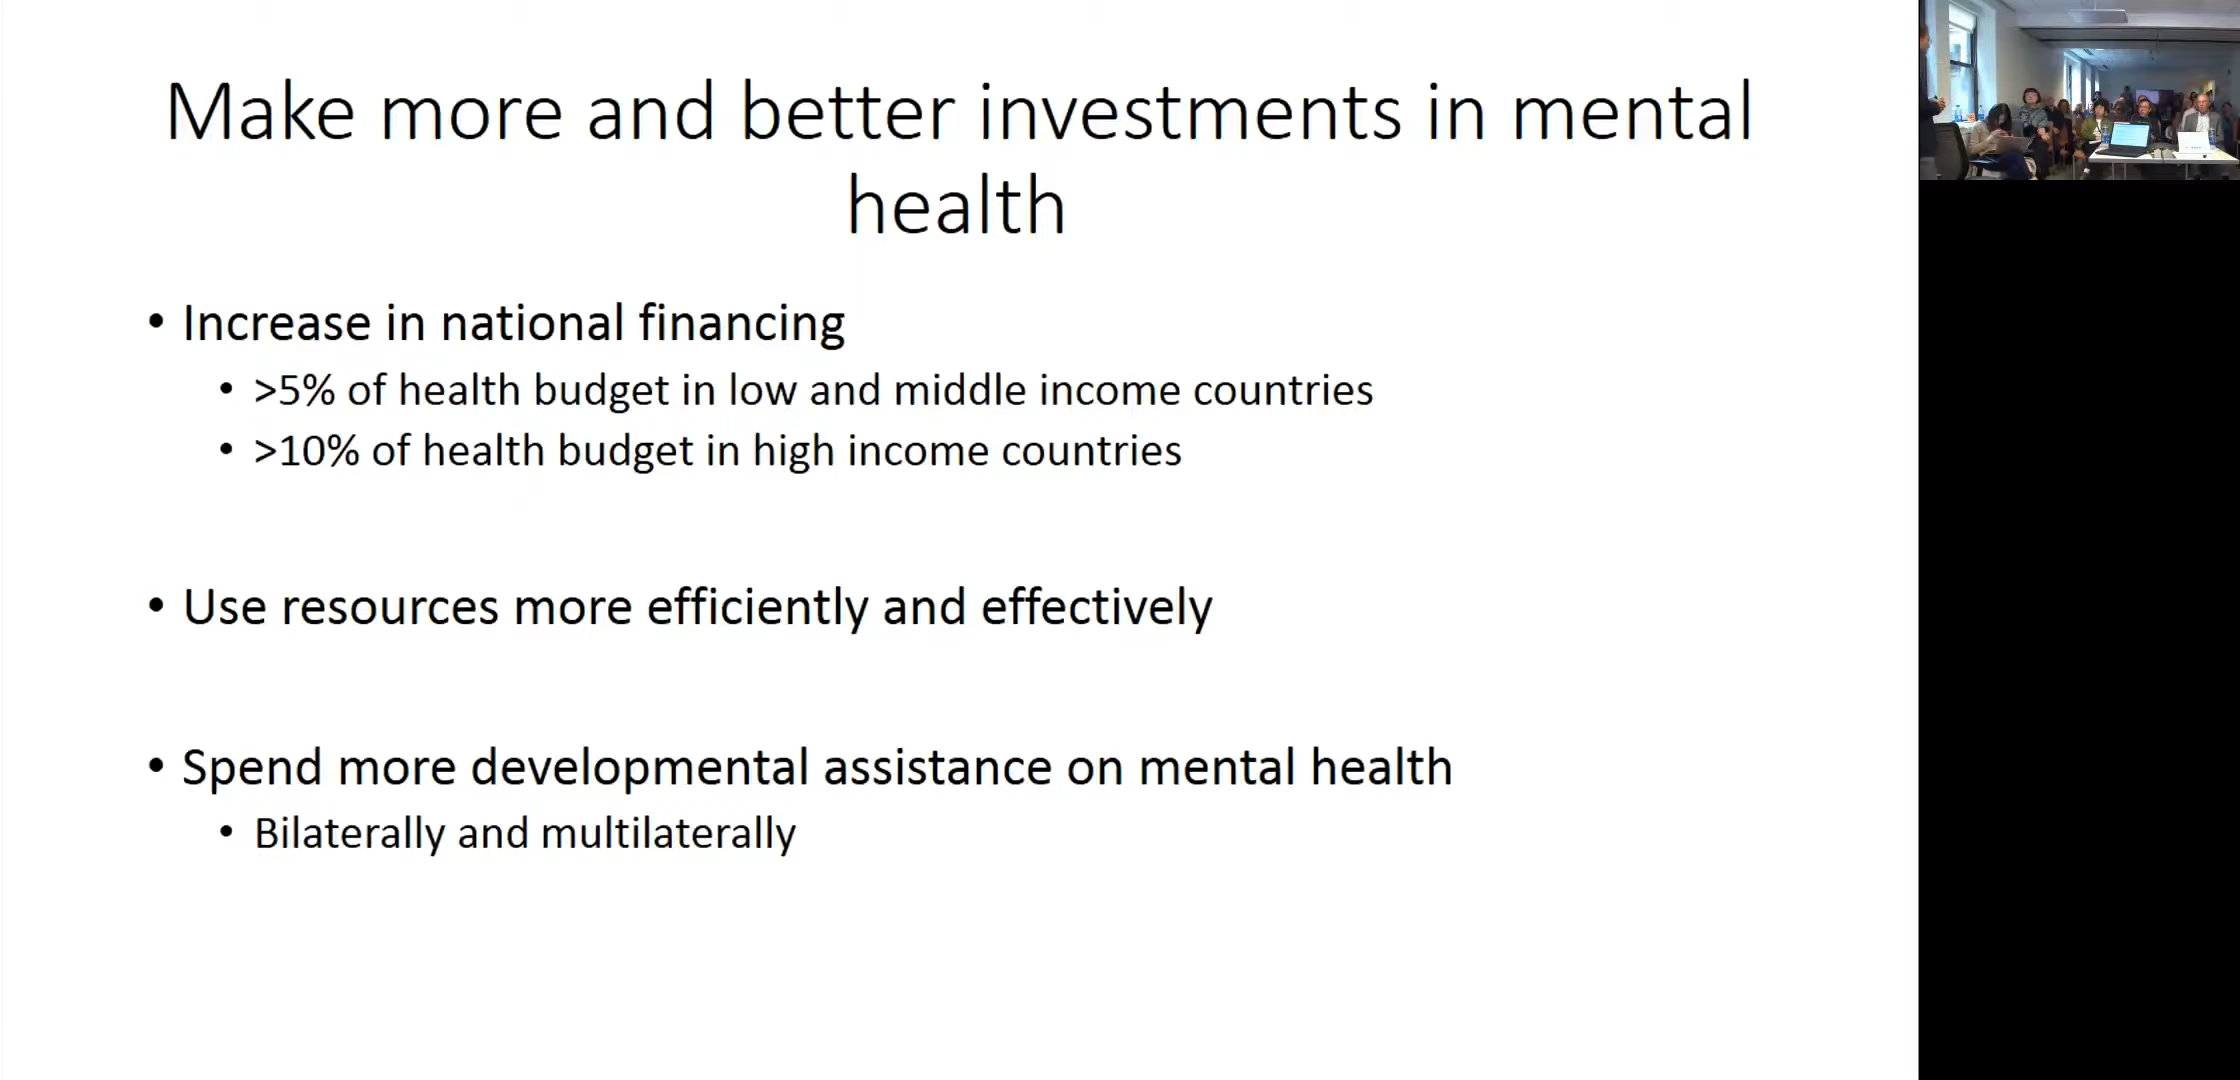 Make more and better investments in mental
health
• Increase in national financing
• >5% of health budget in low and middle income countries
• >10% of health budget in high income countries
• Use resources more efficiently and effectively
• Spend more developmental assistance on mental health
• Bilaterally and multilaterally